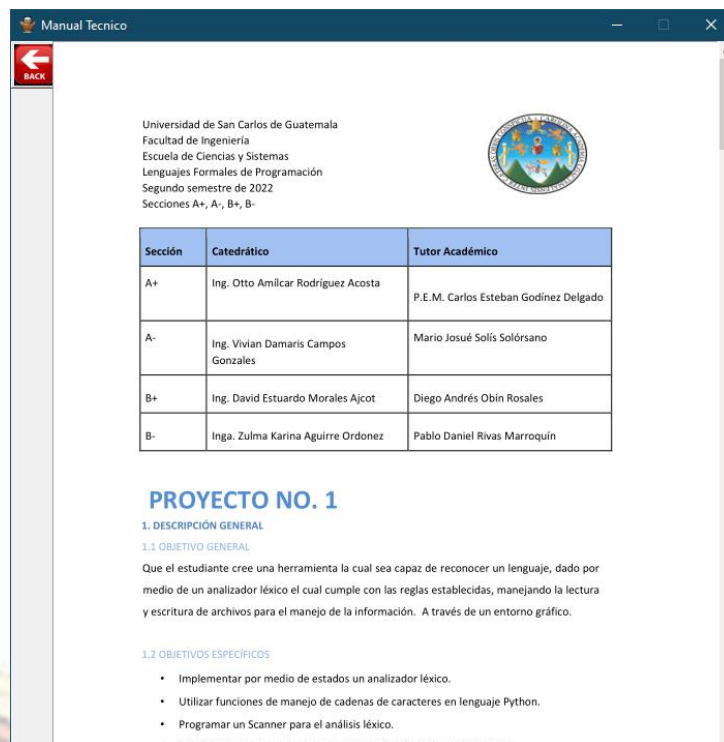 Manual Tecnico
BACK
Universidad de San Carlos de Guatemala
Facultad de Ingeniería
Escuela de Ciencias y Sistemas
Lenguajes Formales de Programación
Segundo semestre de 2022
Secciones A+, A-, B+, B-
Sección Catedrático Tutor Académico
A+ Ing. Otto Amílcar Rodríguez Acosta P.E.M. Carlos Esteban Godínez Delgado
A- Ing. Vivian Damaris Campos Mario Josué Solís Solórsano
Gonzales
B+ Ing. David Estuardo Morales Ajcot Diego Andrés Obín Rosales
B- Inga. Zulma Karina Aguirre Ordonez Pablo Daniel Rivas Marroquín
PROYECTO NO. 1
1. DESCRIPCIÓN GENERAL
1.1 OBJETIVO GENERAL
Que el estudiante cree una herramienta la cual sea capaz de reconocer un lenguaje, dado por
medio de un analizador léxico el cual cumple con las reglas establecidas, manejando la lectura
y escritura de archivos para el manejo de la información. A través de un entorno gráfico.
1.2 OBJETIVOS ESPECÍFICOS
• Implementar por medio de estados un analizador léxico.
• Utilizar funciones de manejo de cadenas de caracteres en lenguaje Python.
• Programar un Scanner para el análisis léxico.